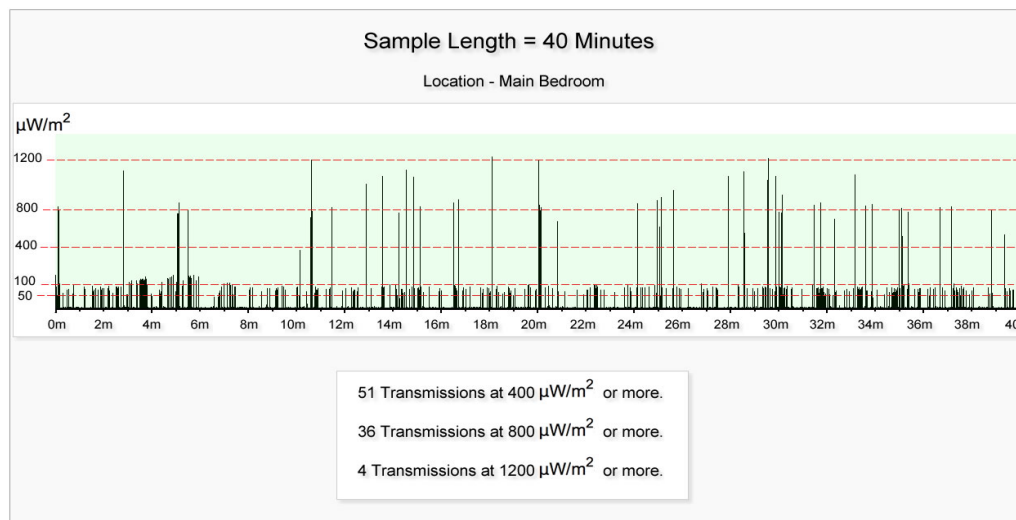 Sample Length = 40 Minutes
Location - Main Bedroom
µW/m²
1200
800
400
100
50
0m 2m 4m 6m 8m 10m 12m 14m 16m 18m 20m 22m 24m 26m 28m 30m 32m 34m 36m 38m 40
51 Transmissions at 400 µW/m² or more.
36 Transmissions at 800 µW/m² or more.
4 Transmissions at 1200 µW/m² or more.